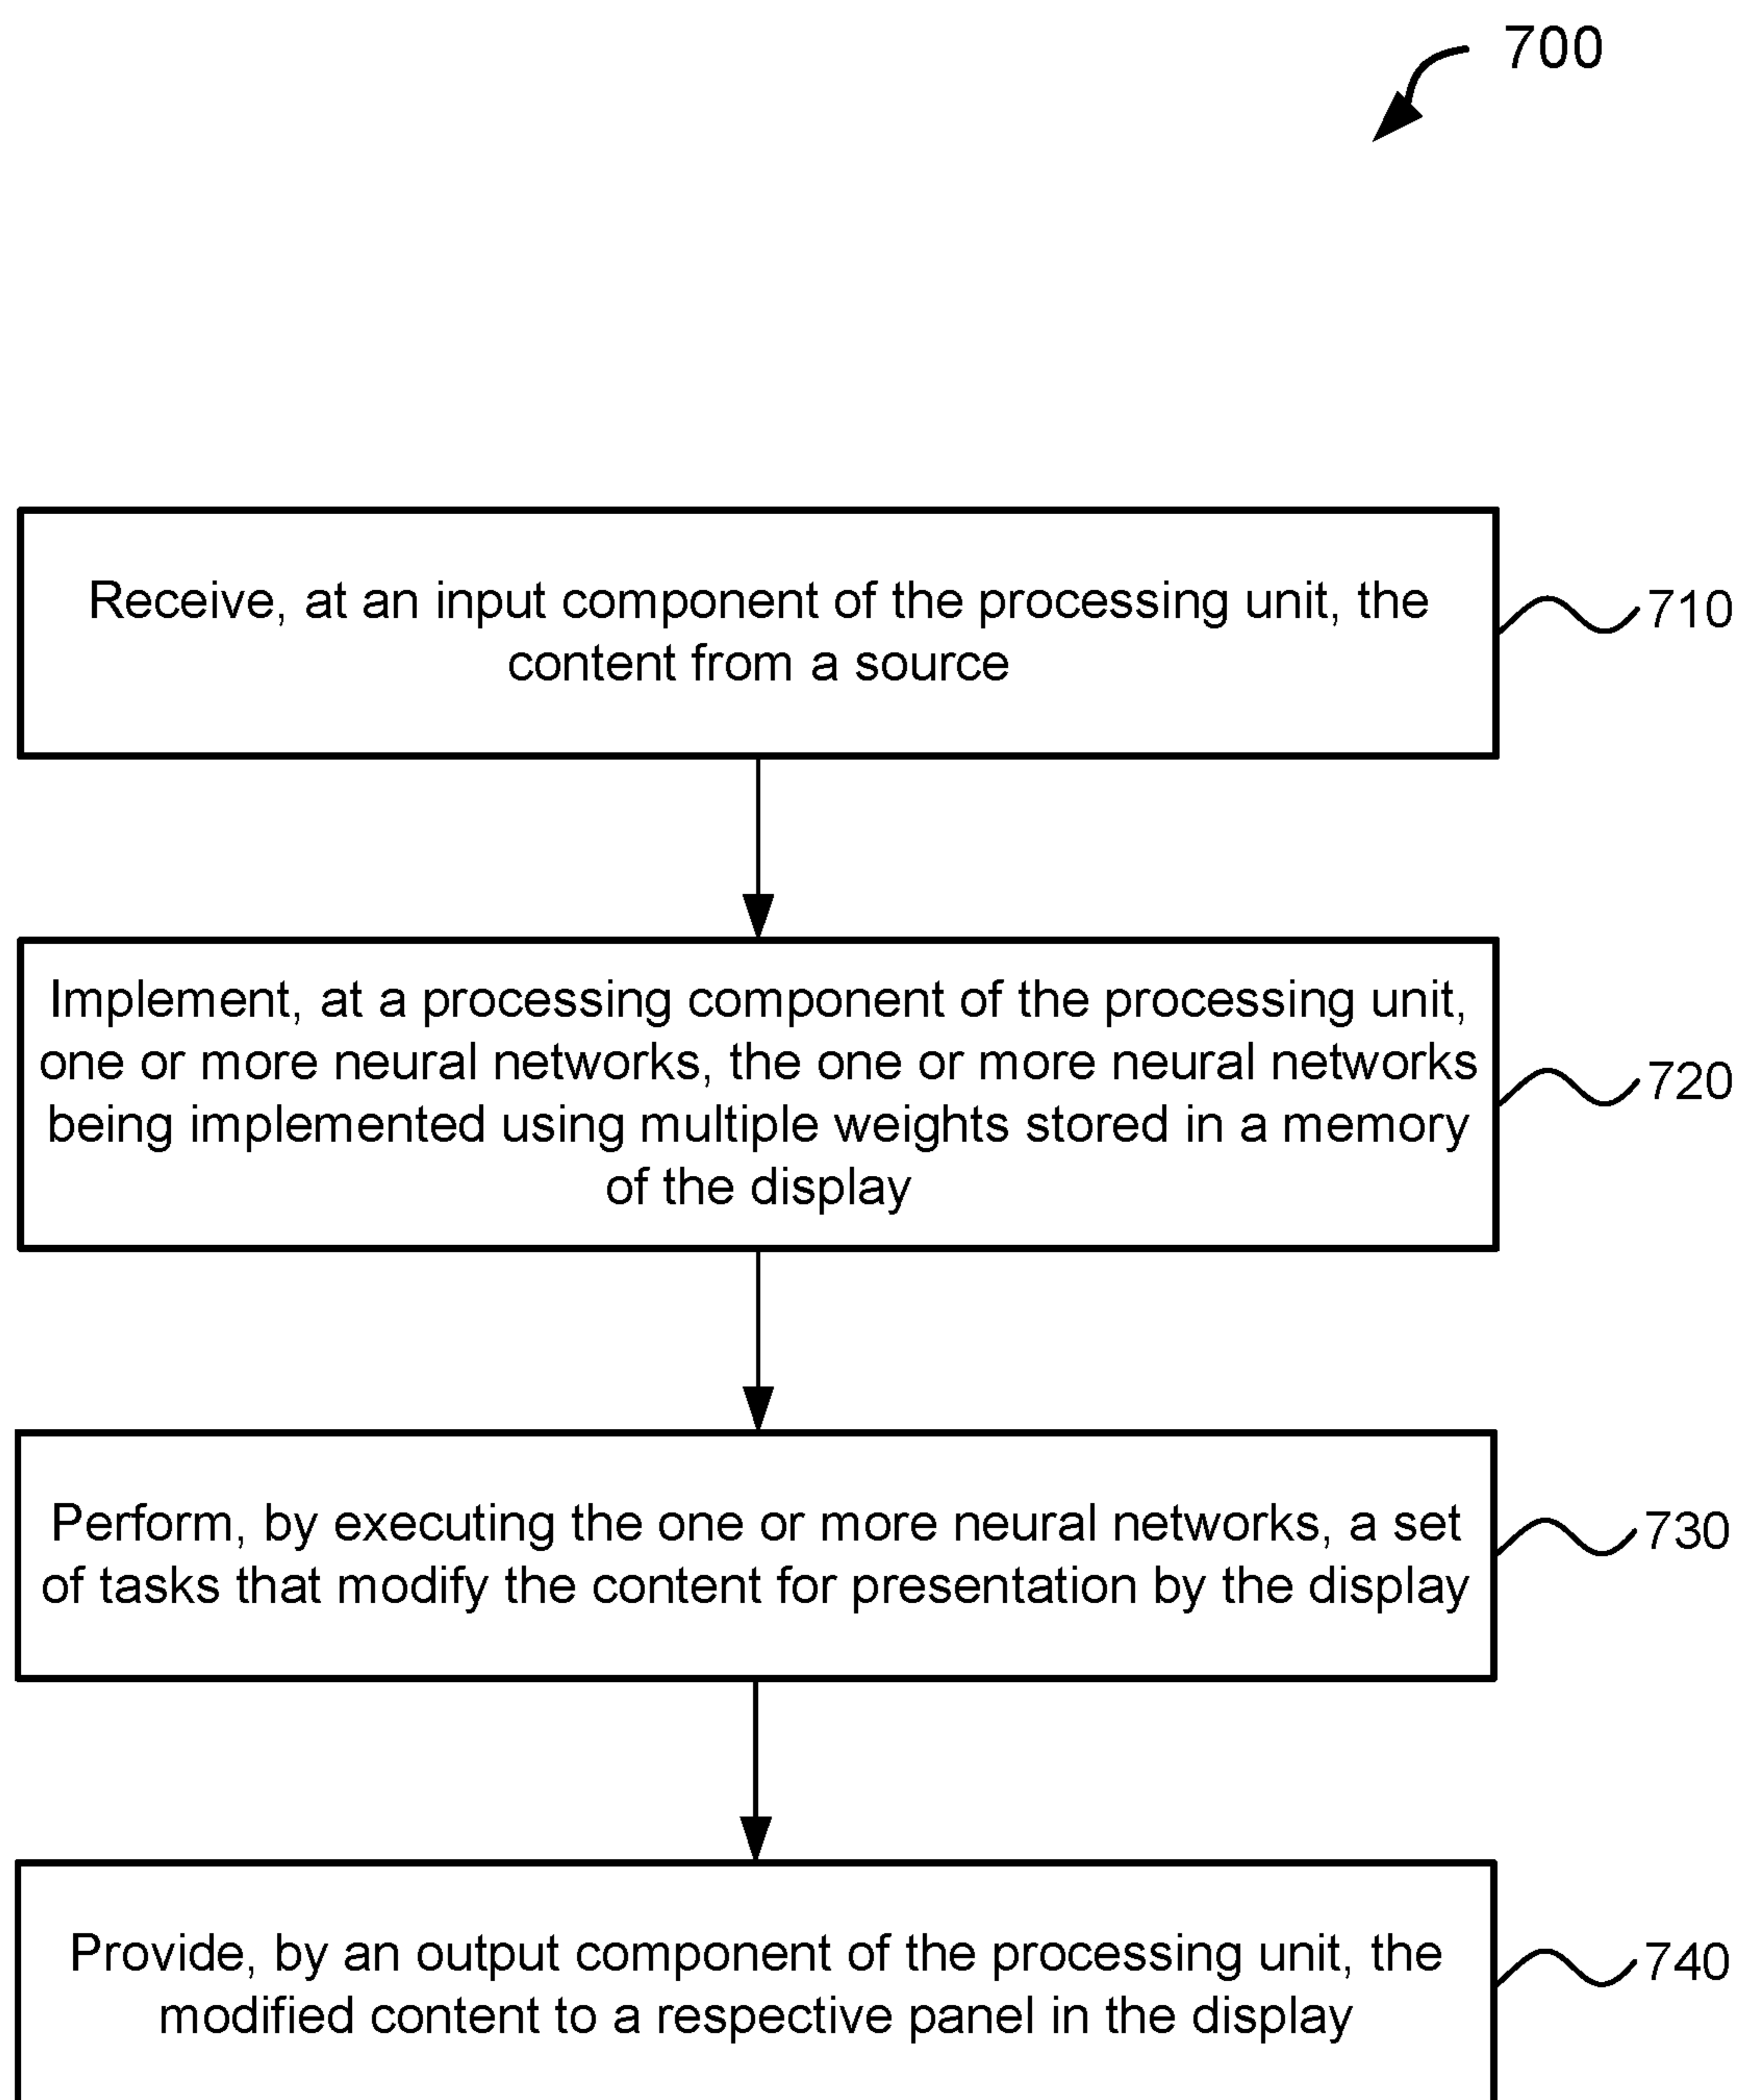 700
Receive, at an input component of the processing unit, the
content from a source
710
Implement, at a processing component of the processing unit,
one or more neural networks, the one or more neural networks
being implemented using multiple weights stored in a memory
of the display
720
Perform, by executing the one or more neural networks, a set
of tasks that modify the content for presentation by the display
730
Provide, by an output component of the processing unit, the
modified content to a respective panel in the display
740